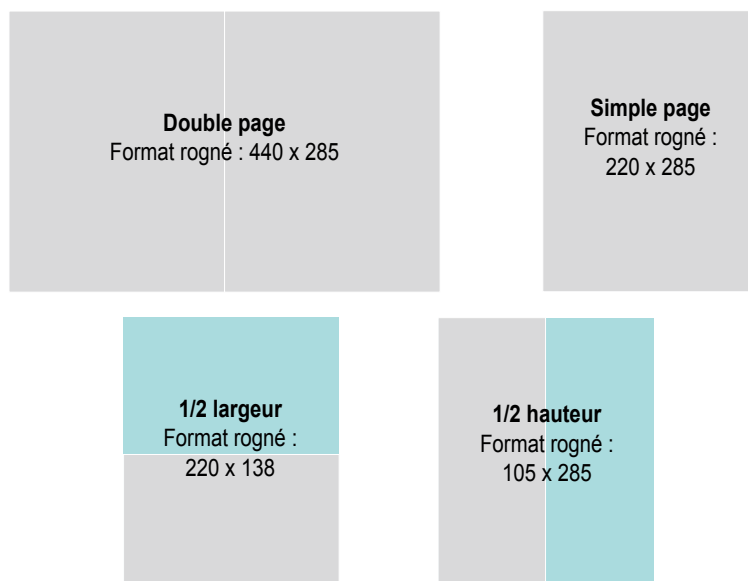 Double page
Format rogné : 440 x 285
Simple page
Format rogné :
220 x 285
1/2 largeur
Format rogné :
220 x 138
1/2 hauteur
Format rogné :
105 x 285